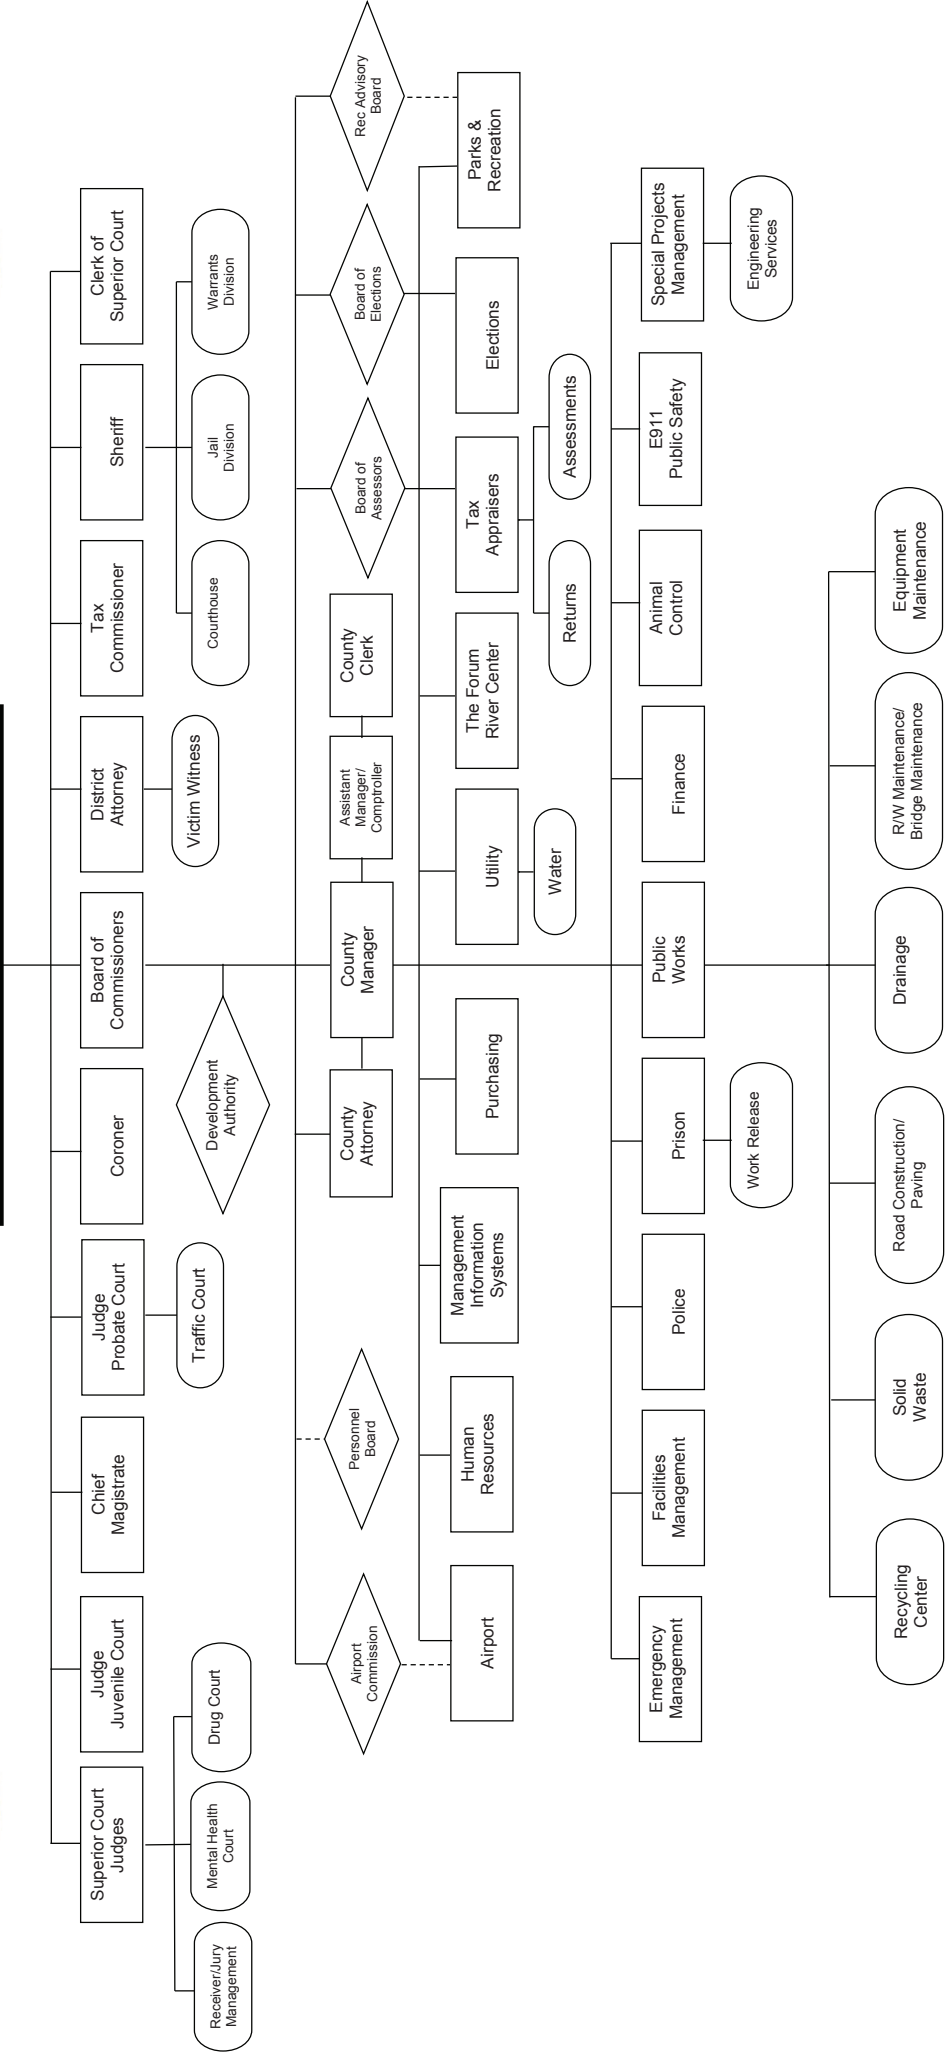 Superior Court
Judges
Judge
Juvenile Court
Chief
Magistrate
Judge
Probate Court
Coroner
Board of
Commissioners
District
Attorney
Tax
Commissioner
Sheriff
Clerk of
Superior Court
Receiver/Jury
Management
Mental Health
Court
Drug Court
Traffic Court
Development
Authority
Victim Witness
Courthouse
Jail
Division
Warrants
Division
Airport
Commission
Personnel
Board
County
Attorney
County
Manager
Assistant
Manager/
Comptroller
County
Clerk
Board of
Assessors
Board of
Elections
Rec Advisory
Board
Airport
Human
Resources
Management
Information
Systems
Purchasing
Utility
The Forum
River Center
Tax
Appraisers
Elections
Parks &
Recreation
Water
Returns
Assessments
Emergency
Management
Facilities
Management
Police
Prison
Public
Works
Finance
Animal
Control
E911
Public Safety
Special Projects
Management
Work Release
Engineering
Services
Recycling
Center
Solid
Waste
Road Construction/
Paving
Drainage
R/W Maintenance/
Bridge Maintenance
Equipment
Maintenance